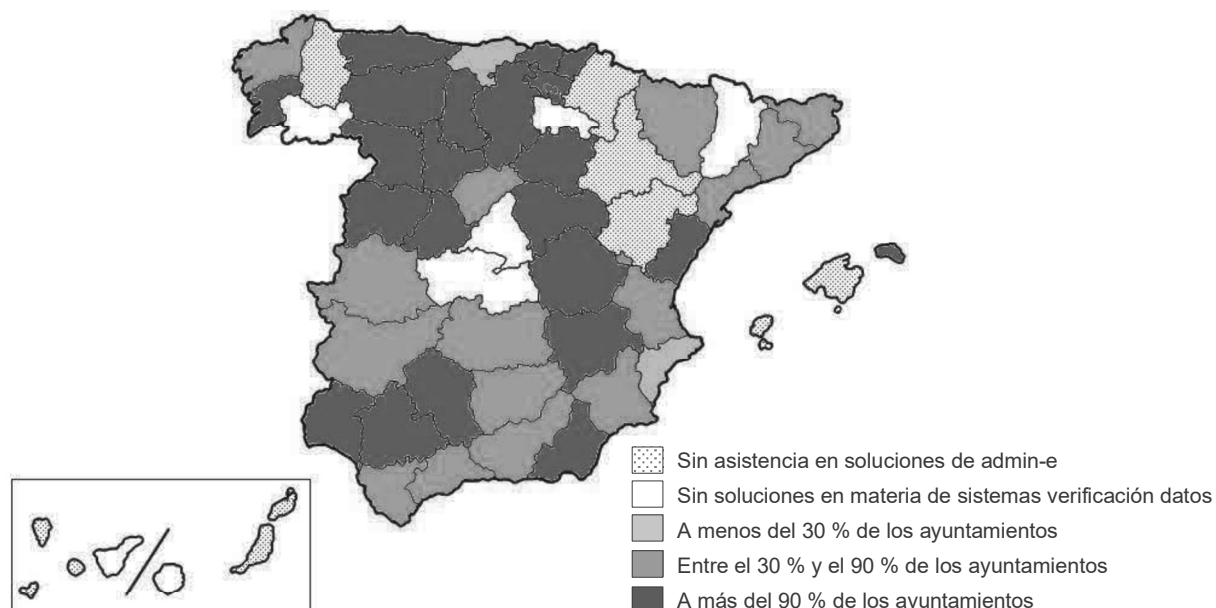 Sin asistencia en soluciones de admin-e
Sin soluciones en materia de sistemas verificación datos
A menos del 30 % de los ayuntamientos
Entre el 30 % y el 90 % de los ayuntamientos
A más del 90 % de los ayuntamientos